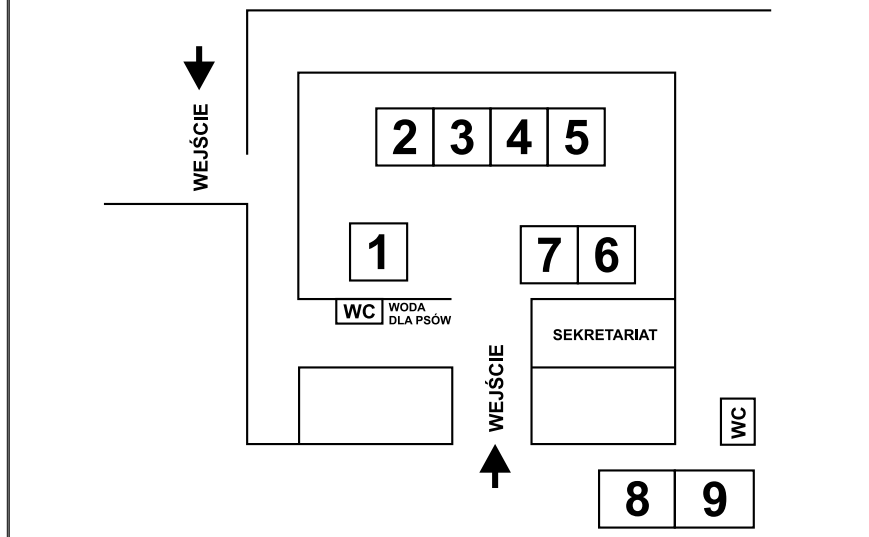 WEJŚCIE
2 3 4 5
1
7 6
WC
WODA
DLA PSÓW
SEKRETARIAT
WEJŚCIE
WC
8 9